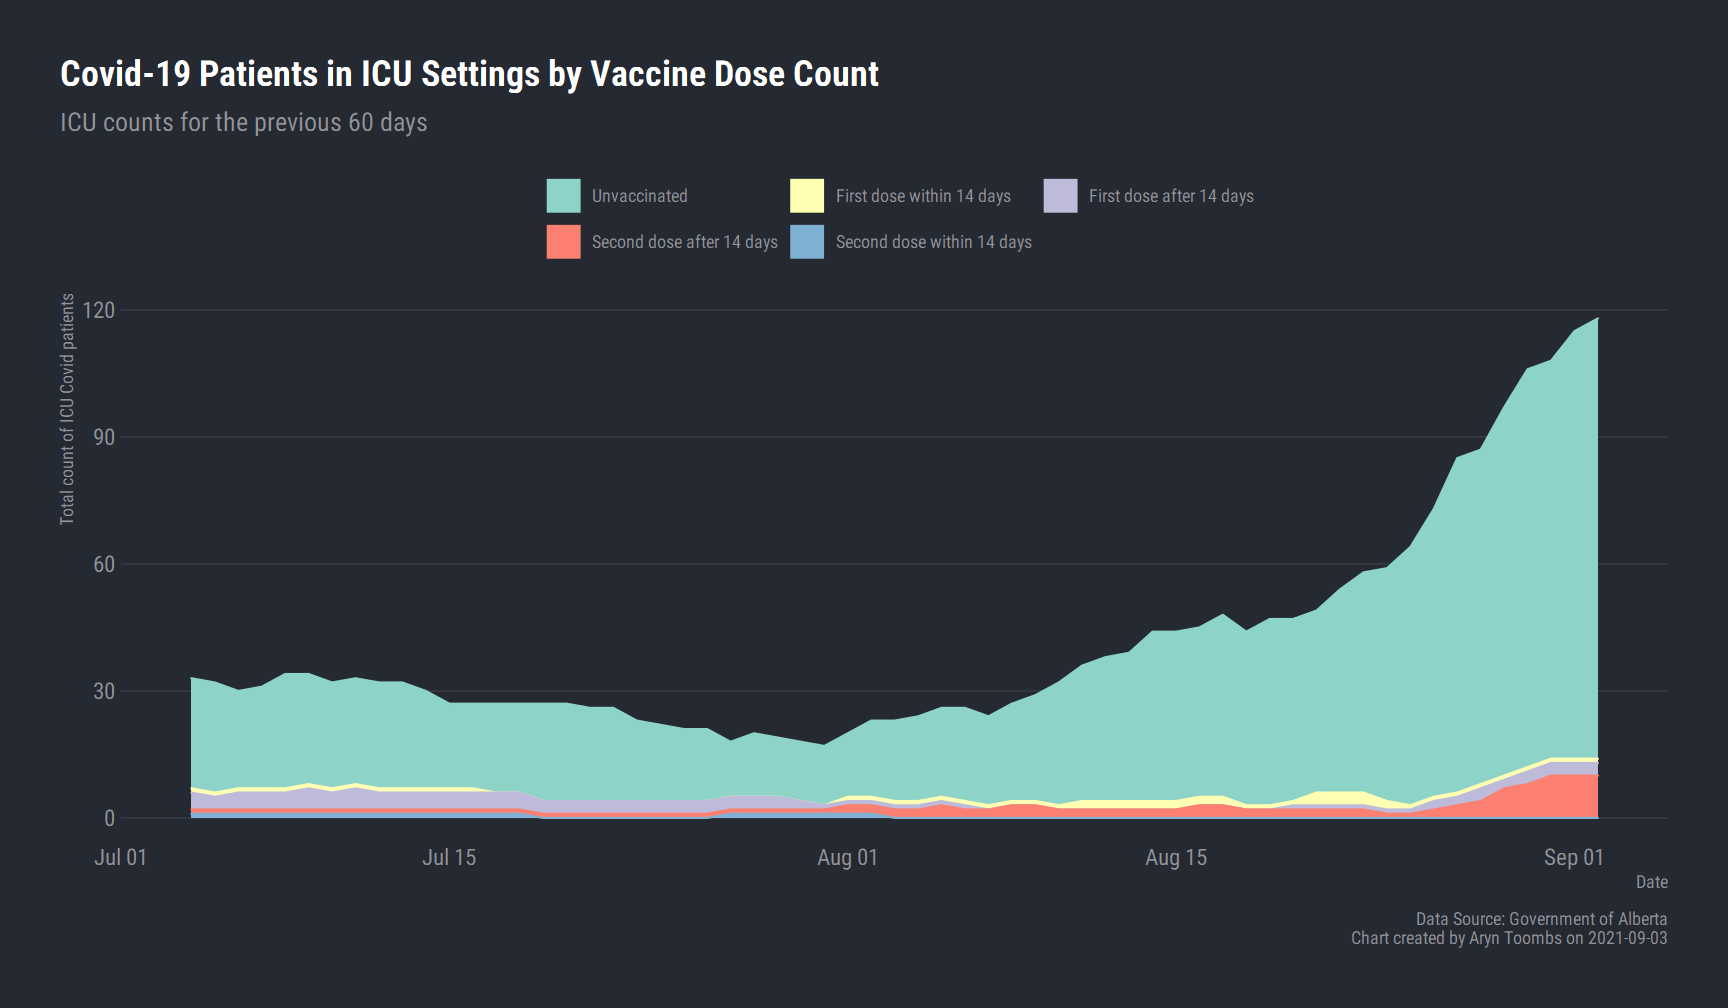 Covid-19 Patients in ICU Settings by Vaccine Dose Count
ICU counts for the previous 60 days
Unvaccinated
First dose within 14 days
First dose after 14 days
Second dose after 14 days
Second dose within 14 days
Total count of ICU Covid patients
120
90
60
30
0
Jul 01
Jul 15
Aug 01
Aug 15
Sep 01
Date
Data Source: Government of Alberta
Chart created by Aryn Toombs on 2021-09-03